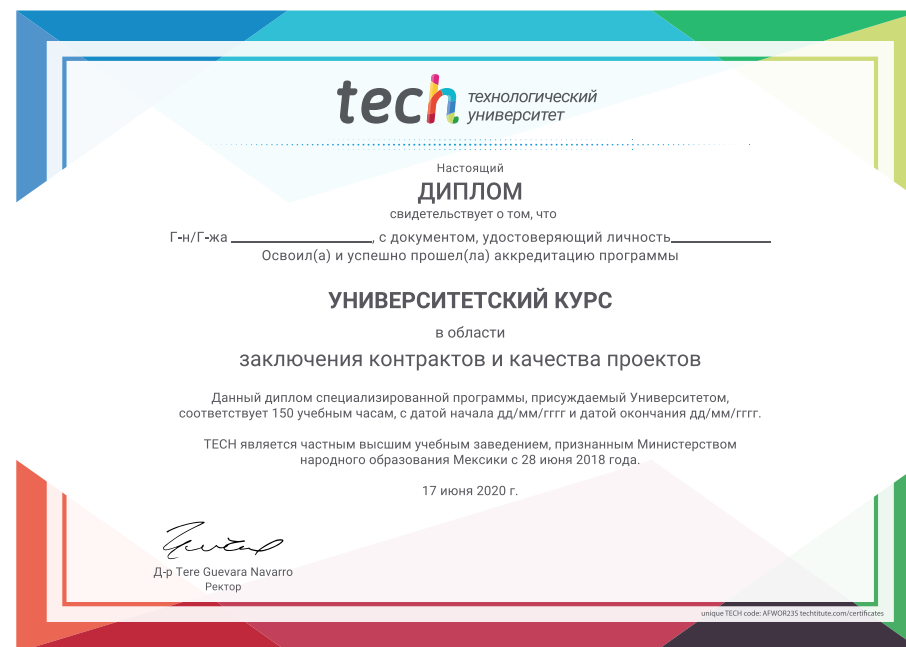 tech технологический
университет
Настоящий
ДИПЛОМ
свидетельствует о том, что
Г-н/Г-жа , с документом, удостоверяющий личность
Освоил(а) и успешно прошел(ла) аккредитацию программы
УНИВЕРСИТЕТСКИЙ КУРС
в области
заключения контрактов и качества проектов
Данный диплом специализированной программы, присуждаемый Университетом,
соответствует 150 учебным часам, с датой начала дд/мм/гггг и датой окончания дд/мм/гггг.
TECH является частным высшим учебным заведением, признанным Министерством
народного образования Мексики с 28 июня 2018 года.
17 июня 2020 г.
Д-р Tere Guevara Navarro
Ректор
unique TECH code: AFWOR23S techtitute.com/certificates